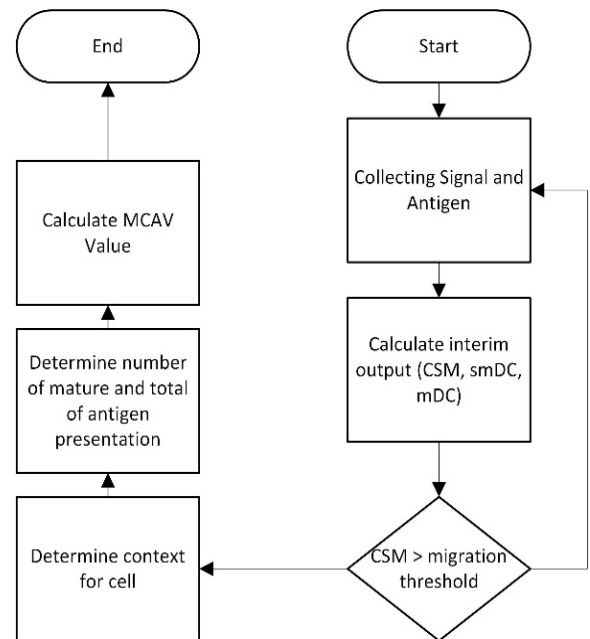 End
Start
Collecting Signal and
Antigen
Calculate MCAV
Value
Calculate interim
output (CSM, smDC,
mDC)
Determine number
of mature and total
of antigen
presentation
CSM > migration
threshold
Determine context
for cell